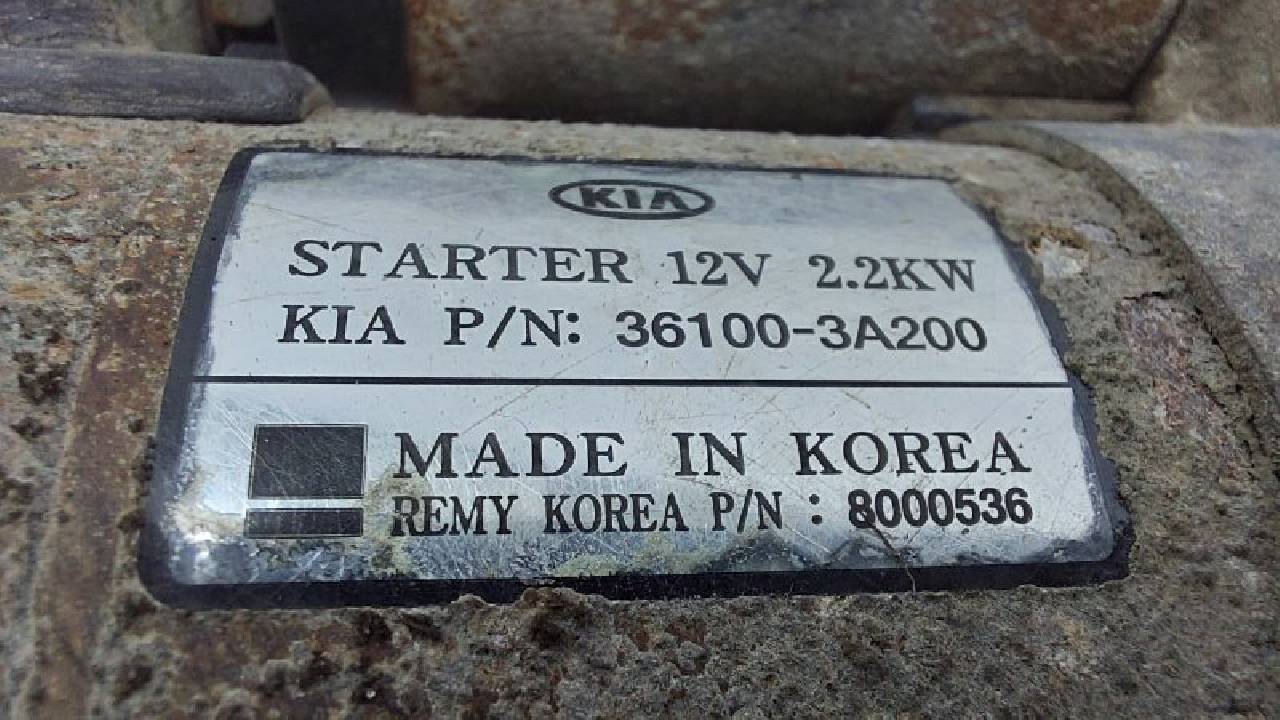 KIA
STARTER 12V 2.2KW
KIA P/N: 36100-3A200
MADE IN KOREA
REMY KOREA P/N : 8000536